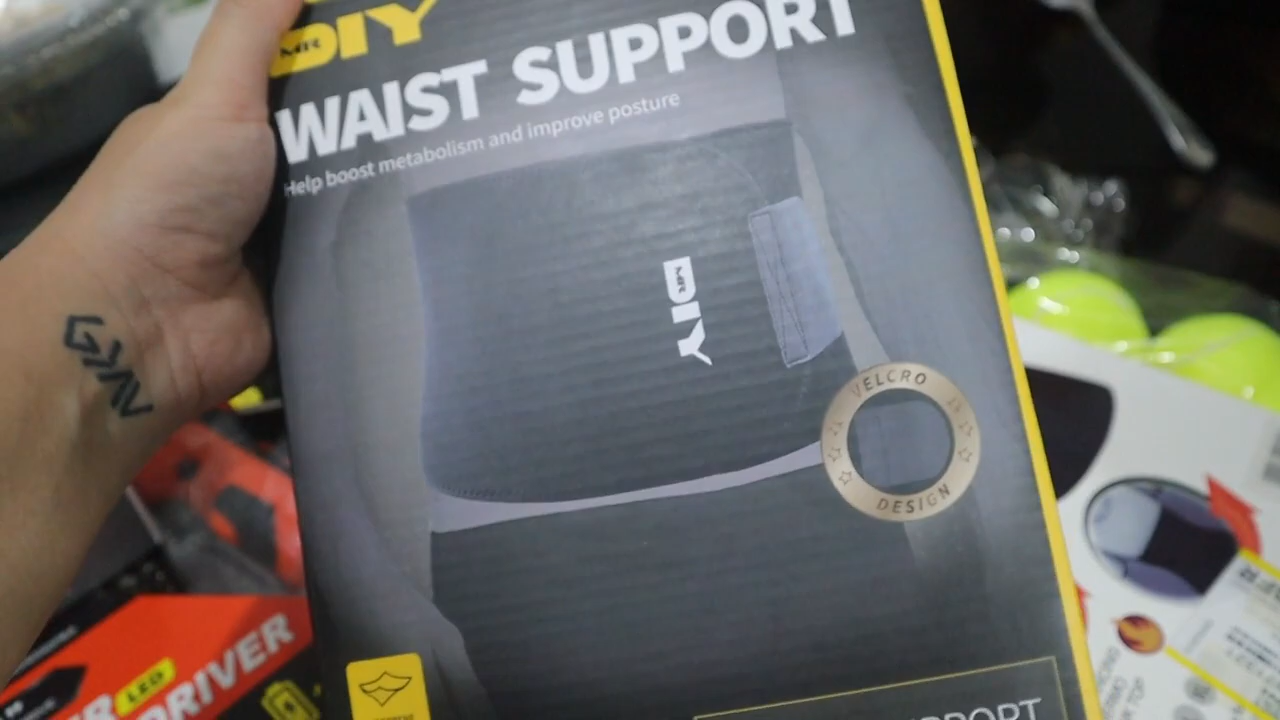 MR
DIY
WAIST SUPPORT
Help boost metabolism and improve posture
MR
DIY
VELCRO
DESIGN
LED
DRIVER